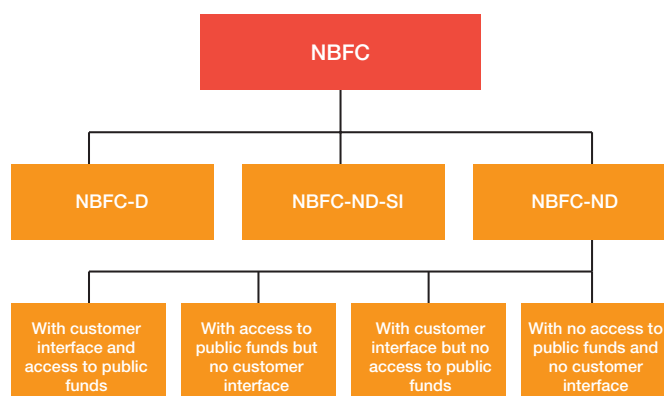 NBFC
NBFC-D
NBFC-ND-SI
NBFC-ND
With customer
interface and
access to public
funds
With access to
public funds but
no customer
interface
With customer
interface but no
access to public
funds
With no access to
public funds and
no customer
interface